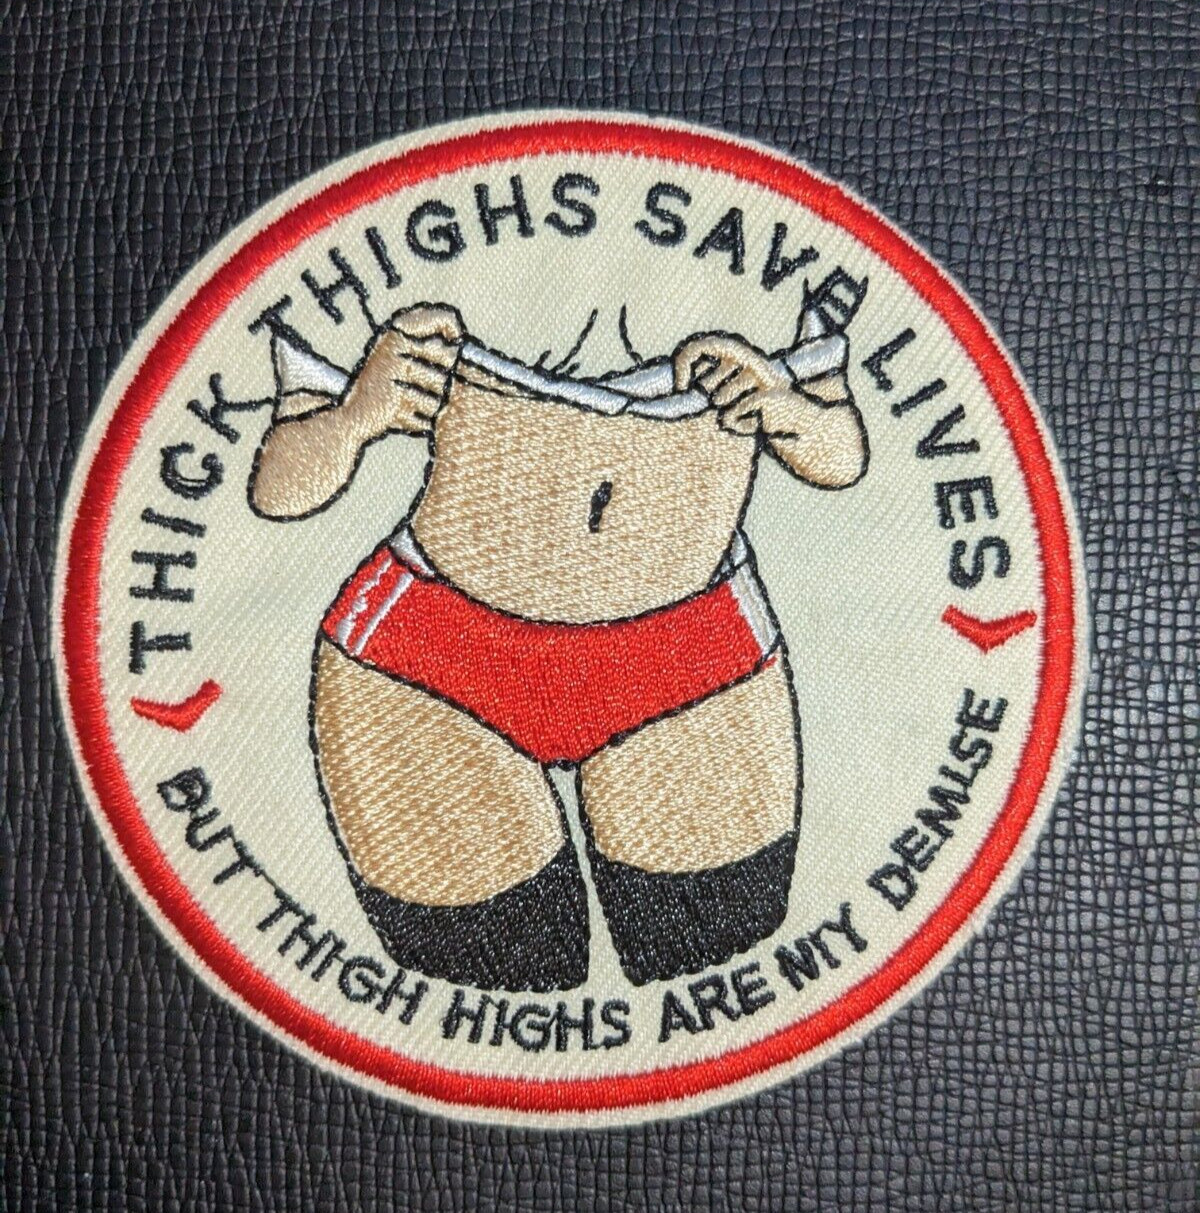 THICK THIGHS SAVE LIVES
BUT THIGH HIGHS ARE MY DEMISE